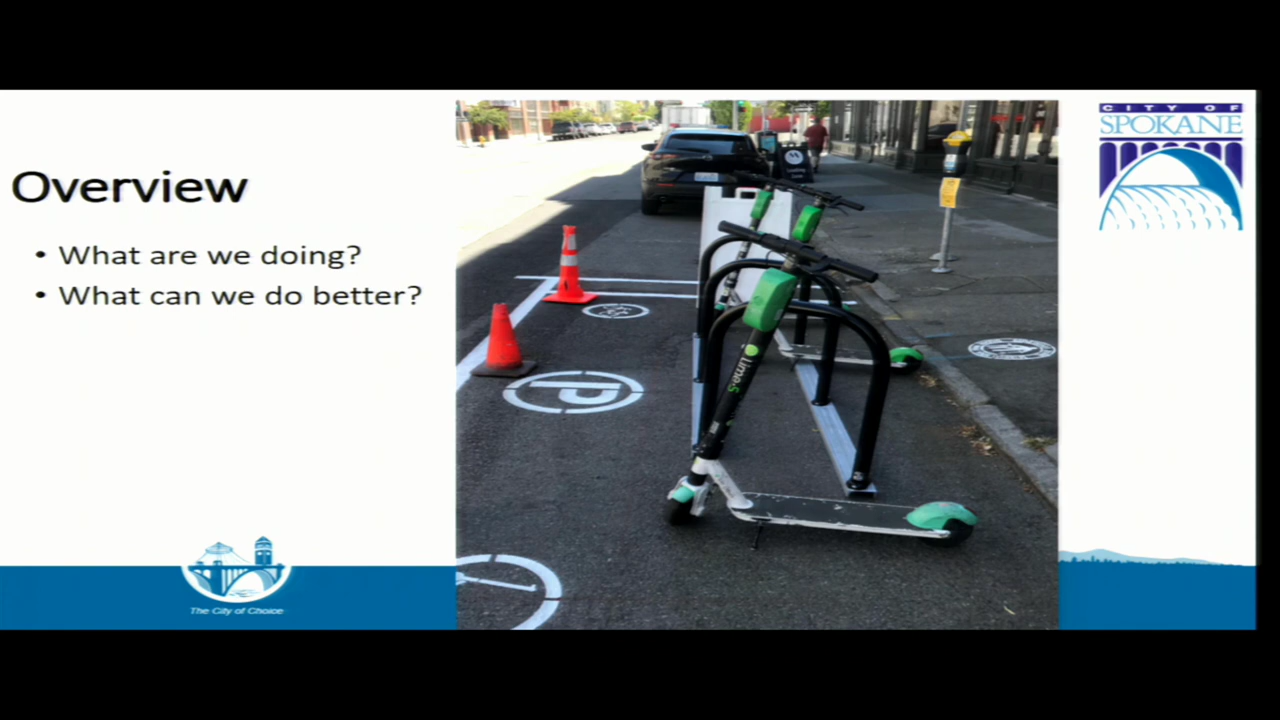 Overview
• What are we doing?
• What can we do better?
CITY OF
SPOKANE
P
Lime-S
The City of Choice